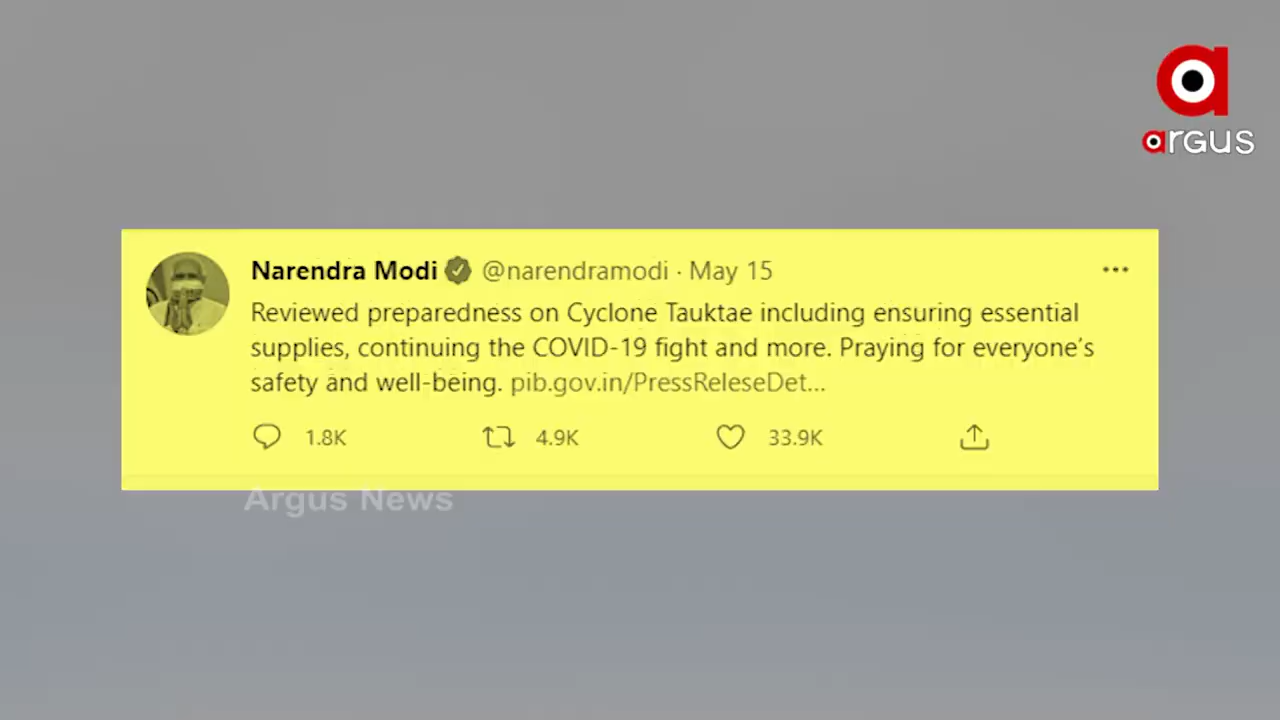 argus
Narendra Modi @narendramodi · May 15
Reviewed preparedness on Cyclone Tauktae including ensuring essential
supplies, continuing the COVID-19 fight and more. Praying for everyone's
safety and well-being. pib.gov.in/PressReleseDet...
1.8K 4.9K 33.9K
Argus News